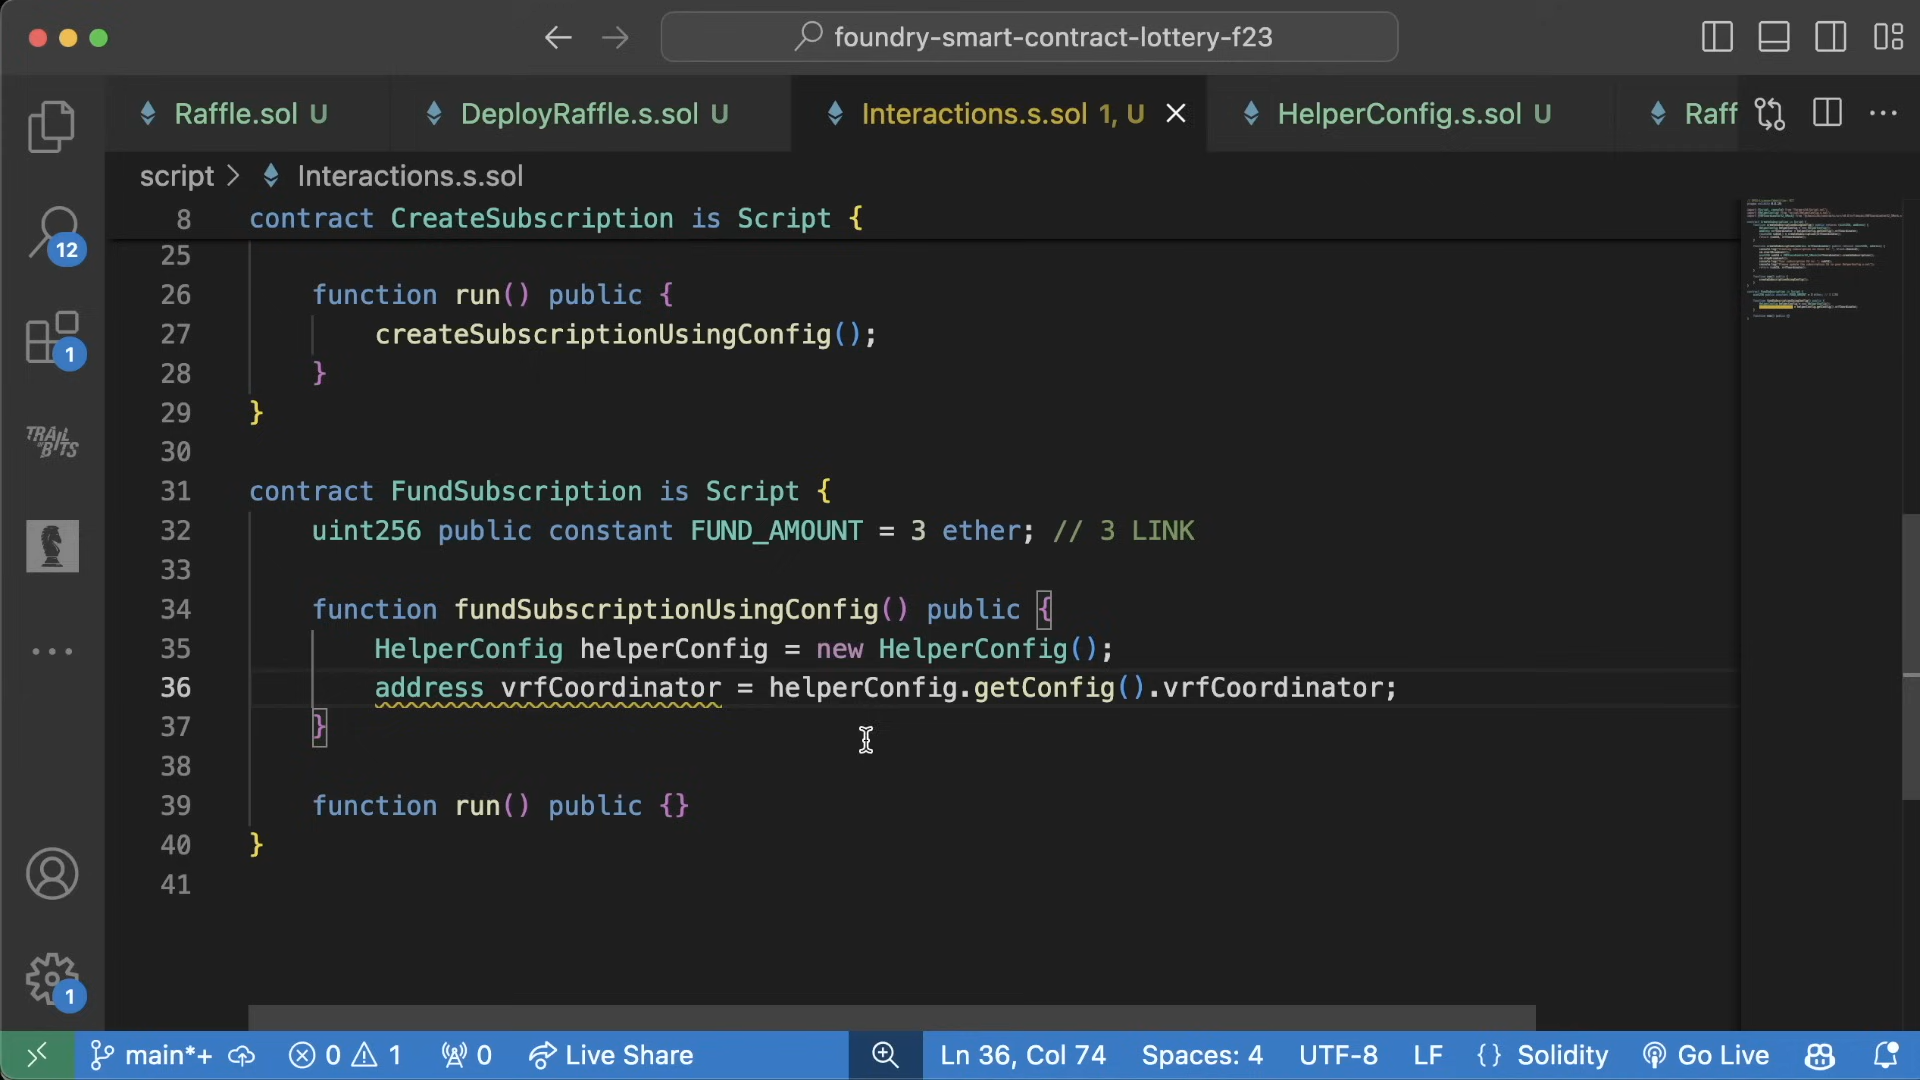 foundry-smart-contract-lottery-f23
Raffle.sol U
DeployRaffle.s.sol U
Interactions.s.sol 1, U
HelperConfig.s.sol U
Raff
script > Interactions.s.sol
8 contract CreateSubscription is Script {
25
26 function run() public {
27 createSubscriptionUsingConfig();
28 }
29 }
30
31 contract FundSubscription is Script {
32 uint256 public constant FUND_AMOUNT = 3 ether; // 3 LINK
33
34 function fundSubscriptionUsingConfig() public {
35 HelperConfig helperConfig = new HelperConfig();
36 address vrfCoordinator = helperConfig.getConfig().vrfCoordinator;
37 }
38
39 function run() public {}
40 }
41
12
1
TRAIL OF BITS
1
main*+ 0 1 0 Live Share Ln 36, Col 74 Spaces: 4 UTF-8 LF {} Solidity Go Live